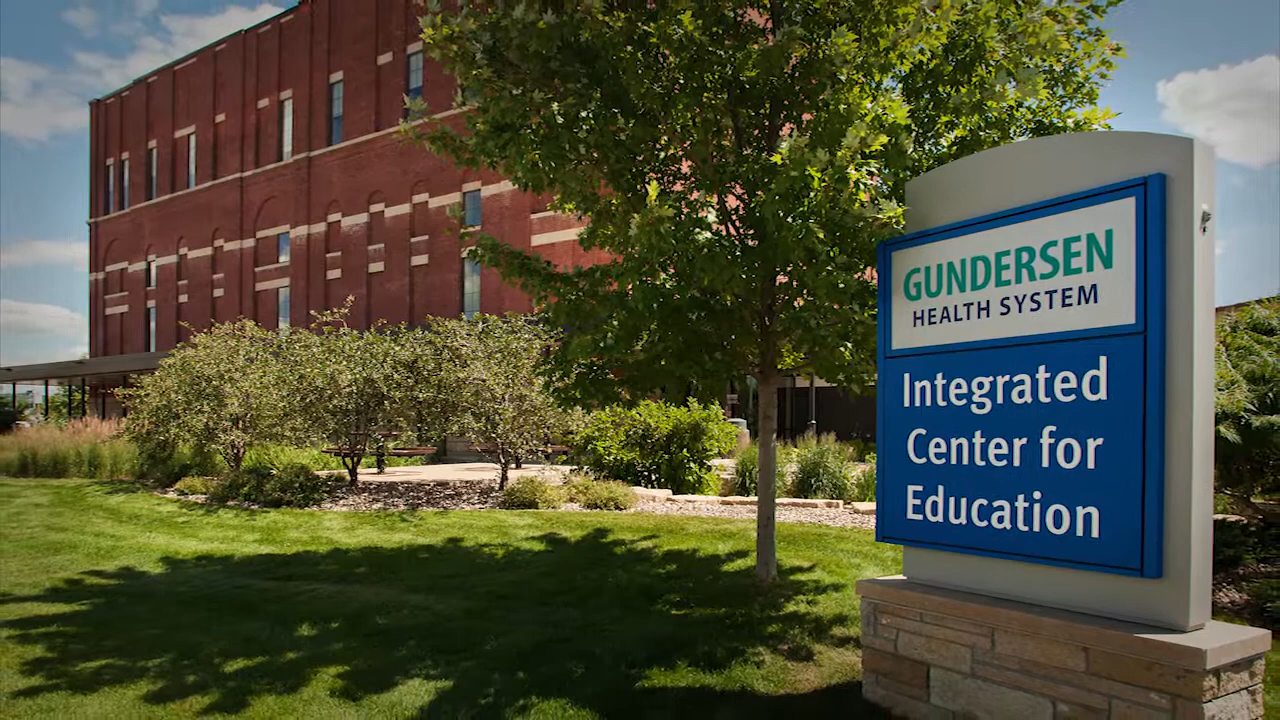 GUNDERSEN
HEALTH SYSTEM
Integrated
Center for
Education